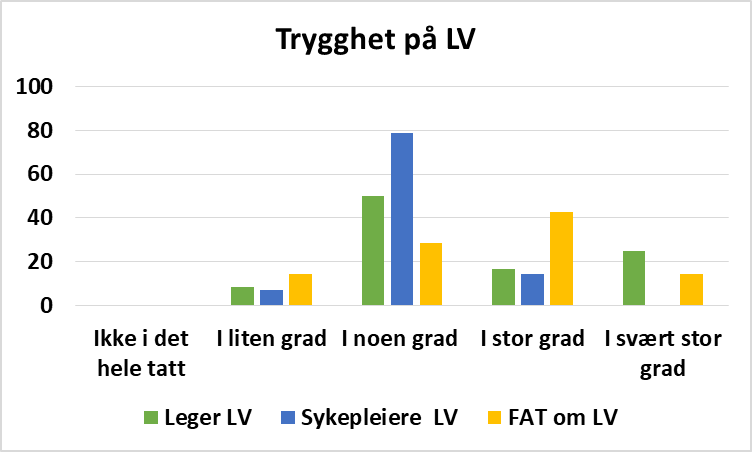 Trygghet på LV
100
80
60
40
20
0
Ikke i det hele tatt
I liten grad
I noen grad
I stor grad
I svært stor grad
Leger LV
Sykepleiere  LV
FAT om LV